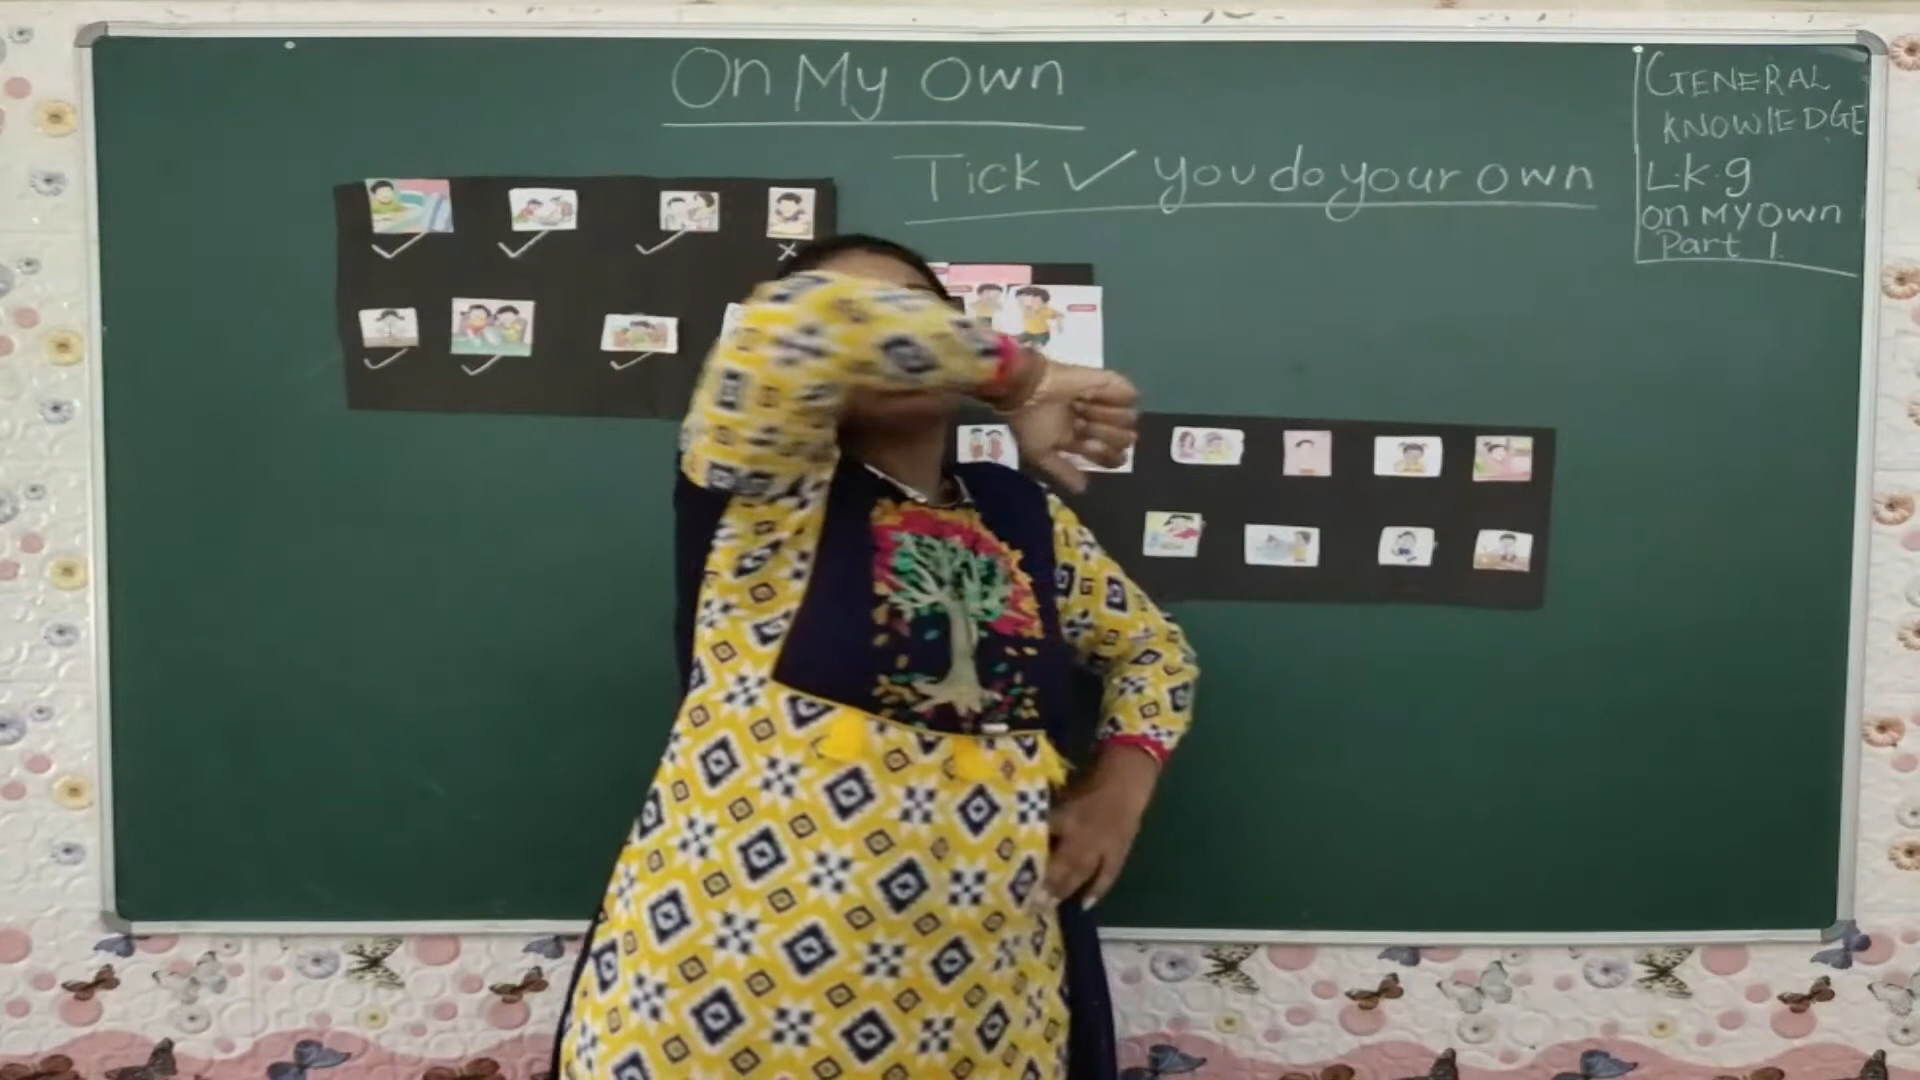 On My Own
Tick ✓ you do your own
GENERAL
KNOWLEDGE
L.k.g
on MY OWN
Part 1.